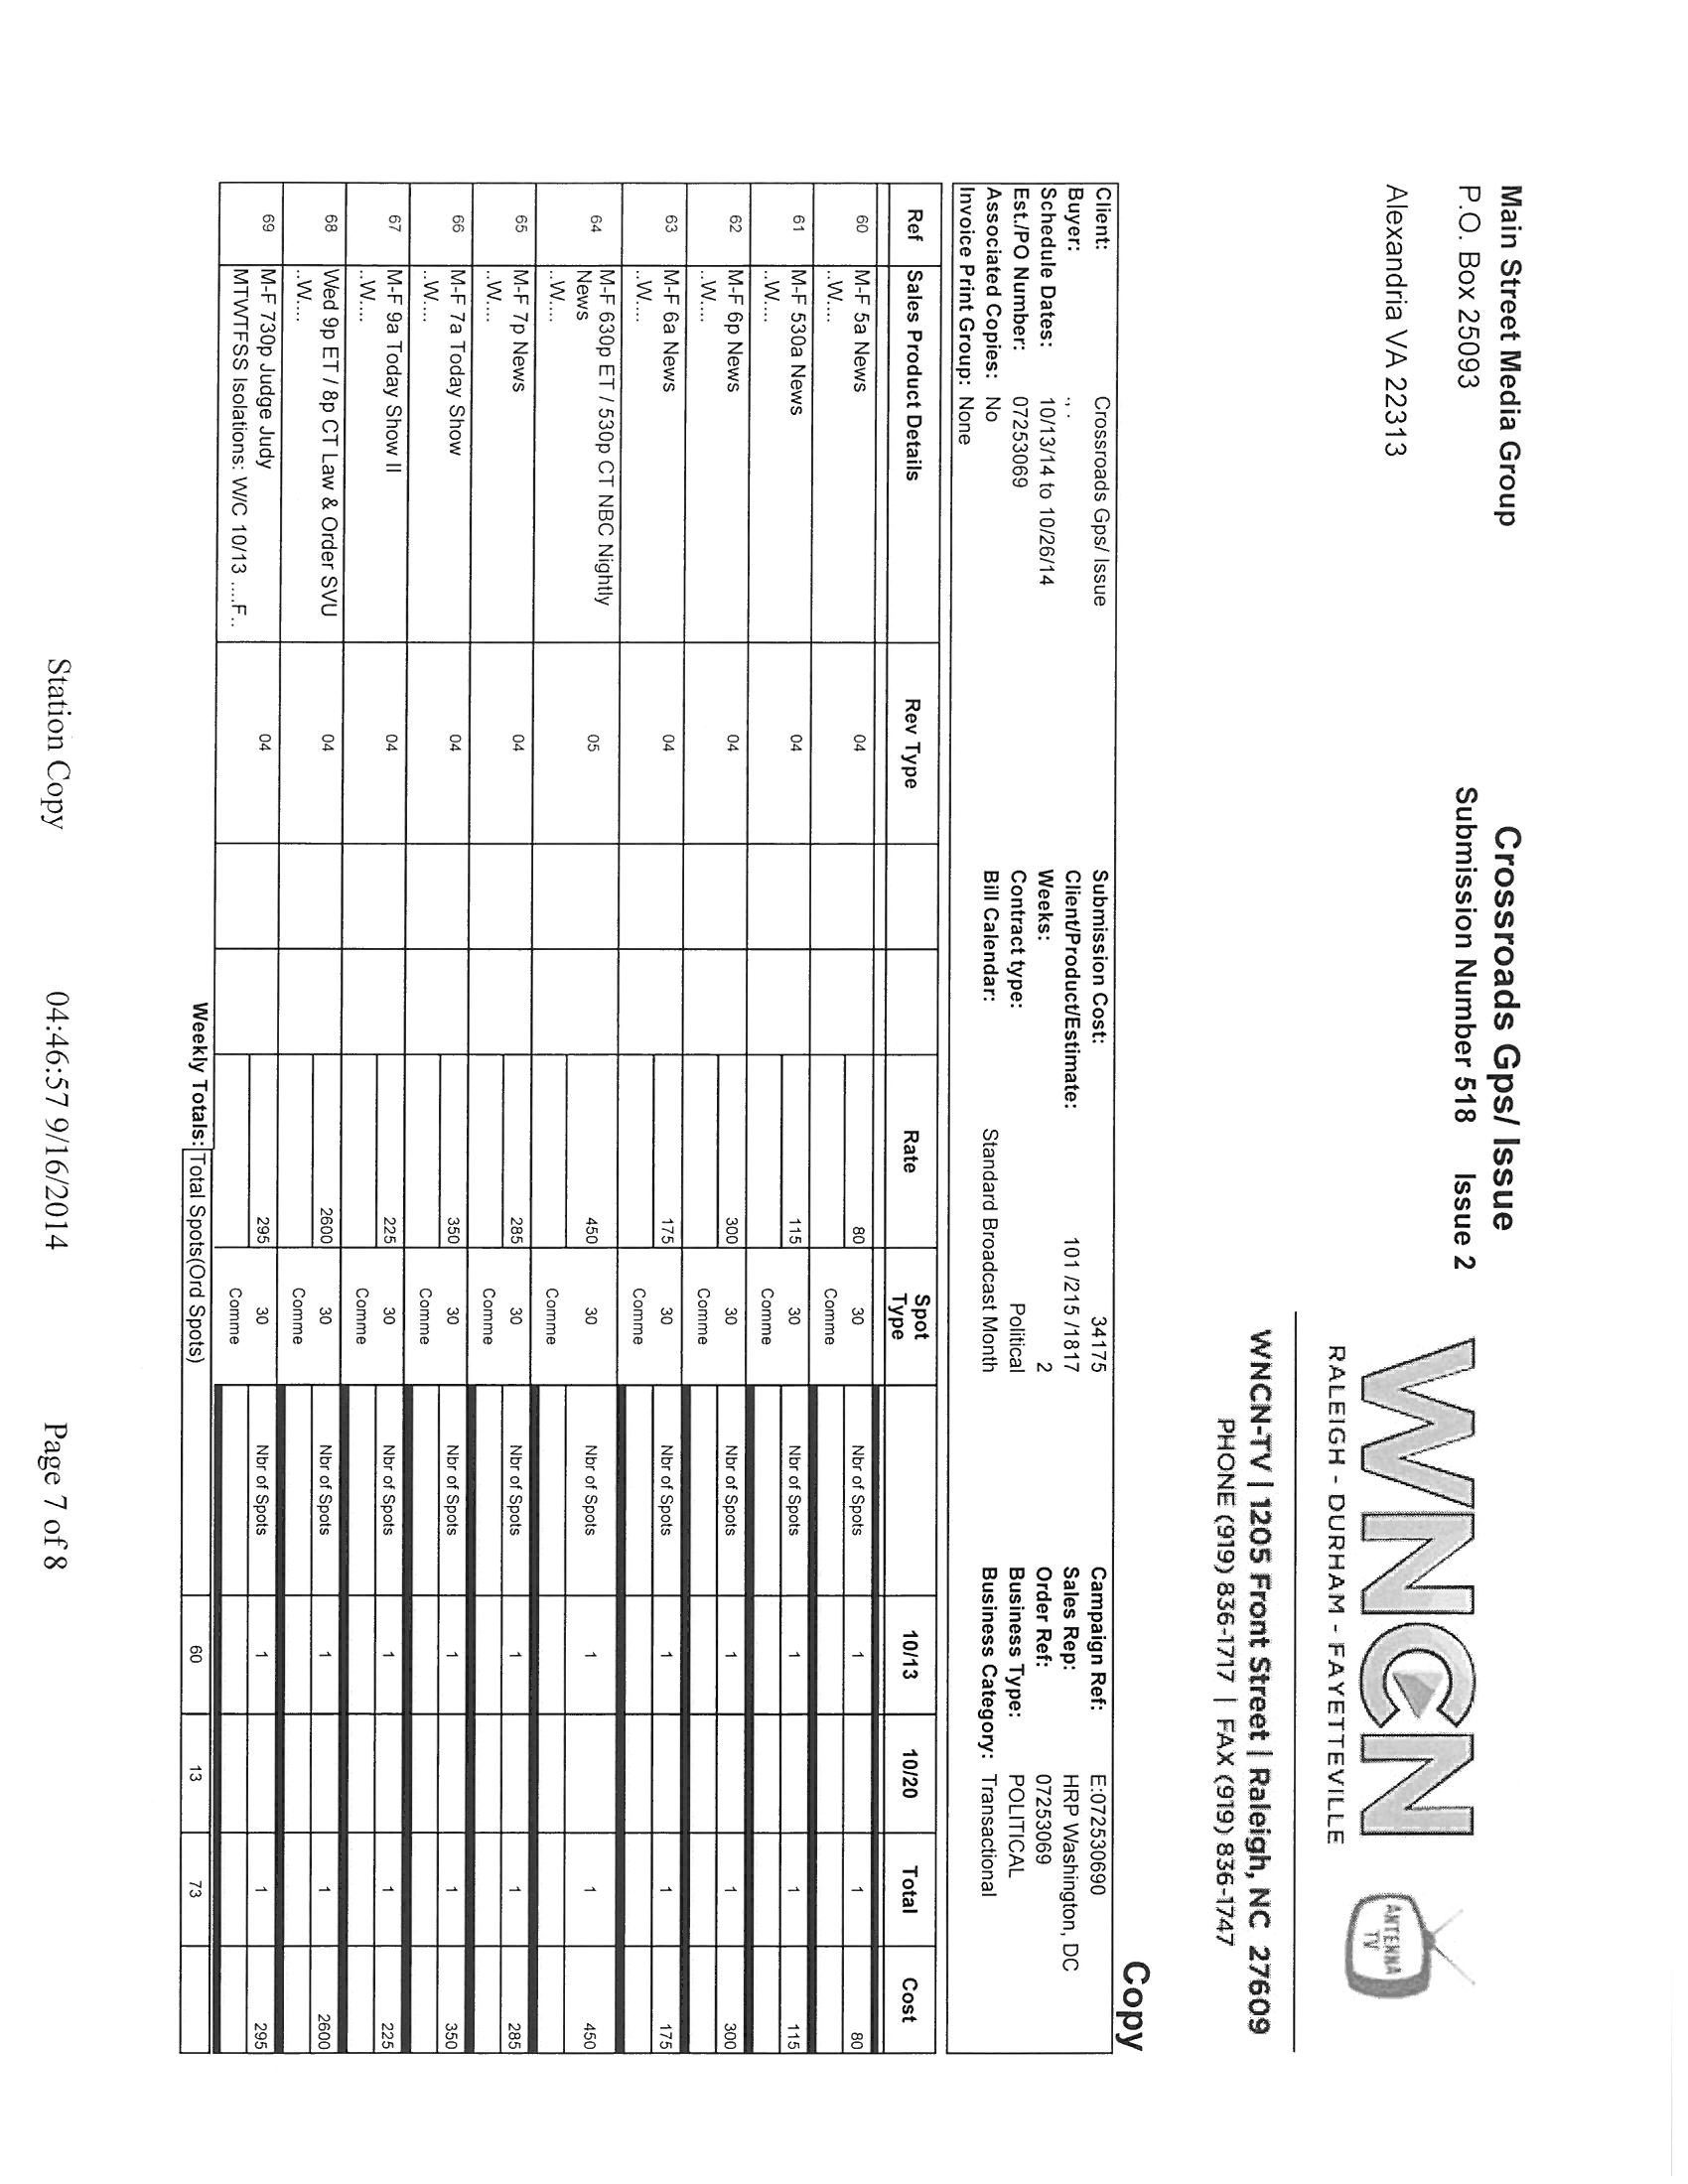 Main Street Media Group
P.O. Box 25093
Alexandria VA 22313
Crossroads Gps/ Issue
Submission Number 518 Issue 2
WNCN
RALEIGH - DURHAM - FAYETTEVILLE
ANTENNA
TV
WNCN-TV | 1205 Front Street | Raleigh, NC 27609
PHONE (919) 836-1717 | FAX (919) 836-1747
Copy
Client: Crossroads Gps/ Issue Submission Cost: 34175 Campaign Ref: E:072530690
Buyer: ., . Client/Product/Estimate: 101 /215 /1817 Sales Rep: HRP Washington, DC
Schedule Dates: 10/13/14 to 10/26/14 Weeks: 2 Order Ref: 07253069
Est./PO Number: 07253069 Contract type: Political Business Type: POLITICAL
Associated Copies: No Bill Calendar: Standard Broadcast Month Business Category: Transactional
Invoice Print Group: None
Ref Sales Product Details Rev Type Rate Spot Type 10/13 10/20 Total Cost
60 M-F 5a News 04 80 30 Nbr of Spots 1 1 80
..W.... Comme
61 M-F 530a News 04 115 30 Nbr of Spots 1 1 115
..W.... Comme
62 M-F 6p News 04 300 30 Nbr of Spots 1 1 300
..W.... Comme
63 M-F 6a News 04 175 30 Nbr of Spots 1 1 175
..W.... Comme
64 M-F 630p ET / 530p CT NBC Nightly 05 450 30 Nbr of Spots 1 1 450
News
..W.... Comme
65 M-F 7p News 04 285 30 Nbr of Spots 1 1 285
..W.... Comme
66 M-F 7a Today Show 04 350 30 Nbr of Spots 1 1 350
..W.... Comme
67 M-F 9a Today Show II 04 225 30 Nbr of Spots 1 1 225
..W.... Comme
68 Wed 9p ET / 8p CT Law & Order SVU 04 2600 30 Nbr of Spots 1 1 2600
..W.... Comme
69 M-F 730p Judge Judy 04 295 30 Nbr of Spots 1 1 295
MTWTFSS Isolations: W/C 10/13 ....F.. Comme
Weekly Totals: Total Spots(Ord Spots) 60 13 73
Station Copy 04:46:57 9/16/2014 Page 7 of 8